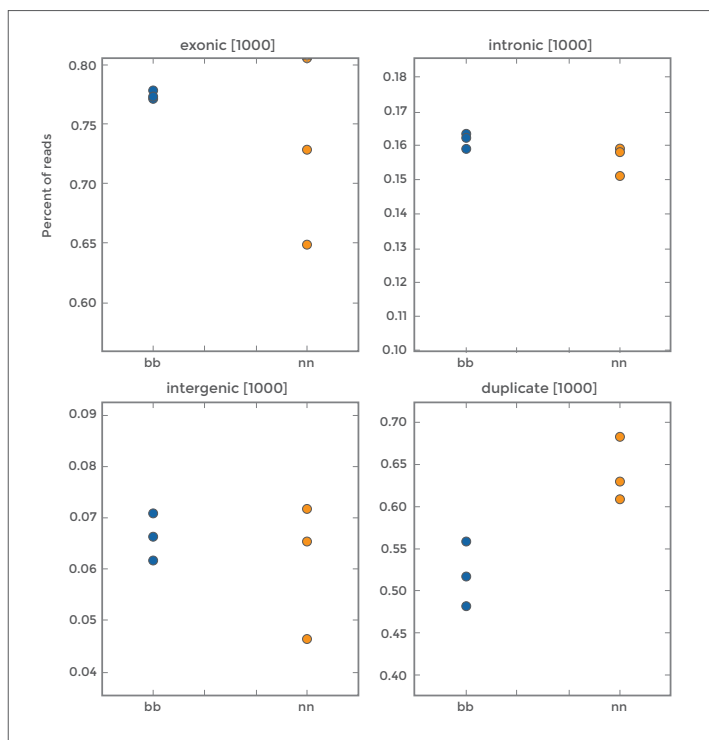 exonic [1000]
intronic [1000]
Percent of reads
0.80
0.75
0.70
0.65
0.60
bb
nn
0.18
0.17
0.16
0.15
0.14
0.13
0.12
0.11
0.10
bb
nn
intergenic [1000]
duplicate [1000]
0.09
0.08
0.07
0.06
0.05
0.04
bb
nn
0.70
0.65
0.60
0.55
0.50
0.45
0.40
bb
nn